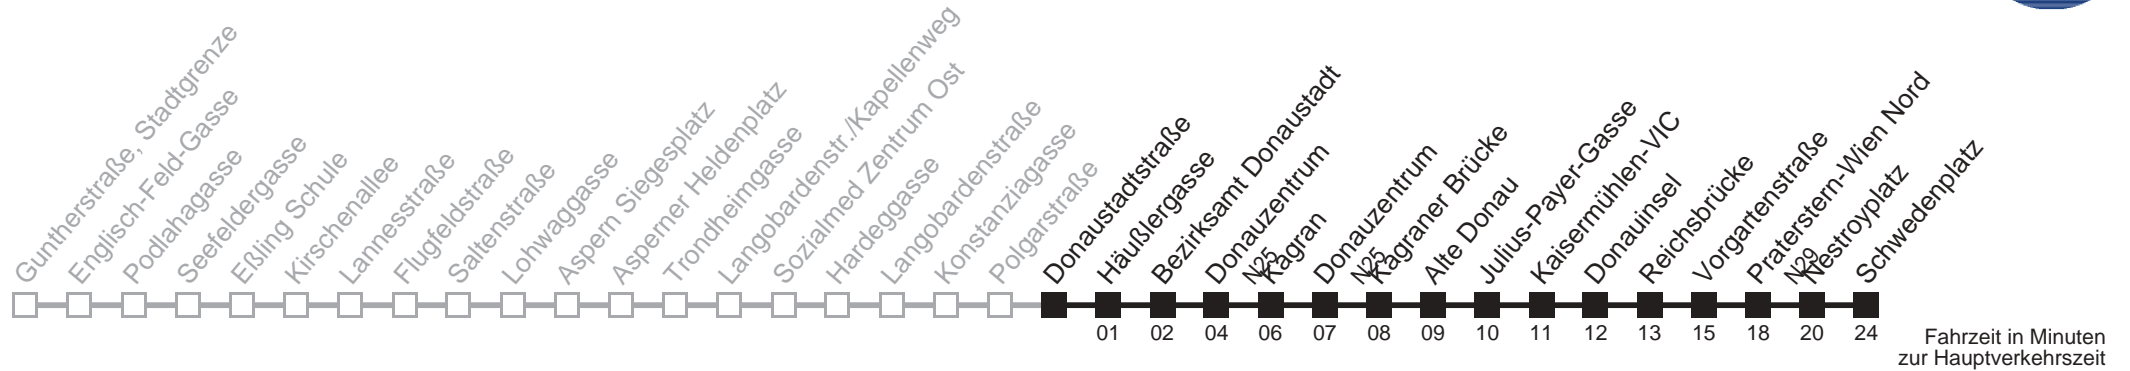 Guntherstraße, Stadtgrenze
Englisch-Feld-Gasse
Podlahagasse
Seefeldergasse
Eßling Schule
Kirschenallee
Lannesstraße
Flugfeldstraße
Saltenstraße
Lohwaggasse
Aspern Siegesplatz
Asperner Heldenplatz
Trondheimgasse
Langobardenstr./Kapellenweg
Sozialmed Zentrum Ost
Hardeggasse
Langobardenstraße
Konstanziagasse
Polgarstraße
Donaustadtstraße
Häußlergasse
Bezirksamt Donaustadt
Donauzentrum
N25
Kagran
Donauzentrum
N25
Kagraner Brücke
Alte Donau
Julius-Payer-Gasse
Kaisermühlen-VIC
Donauinsel
Reichsbrücke
Vorgartenstraße
Praterstern-Wien Nord
N29
Nestroyplatz
Schwedenplatz
01 02 04 06 07 08 09 10 11 12 13 15 18 20 24
Fahrzeit in Minuten
zur Hauptverkehrszeit